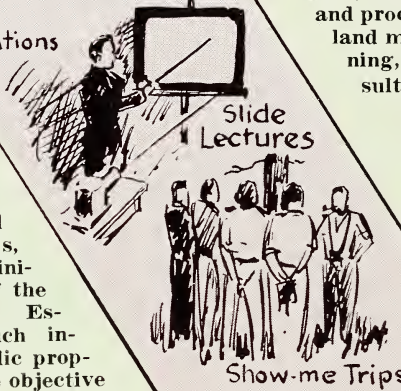 ations
and proc
land m
ning,
sult
Slide
Lectures
s,
ini-
f the
Es-
ch in-
lic prop-
objective
Show-me Trips